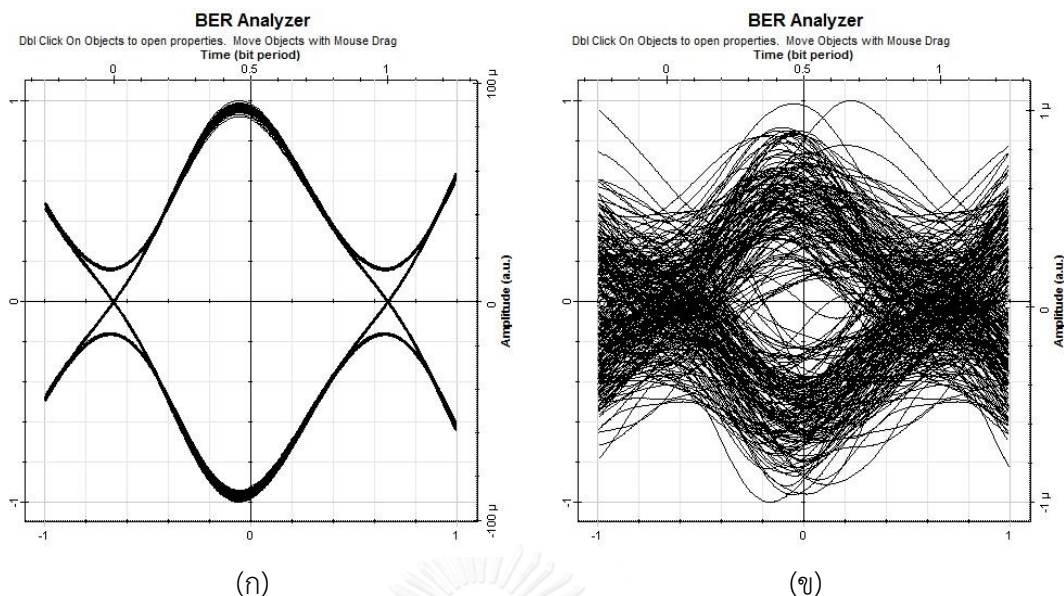 BER Analyzer
Dbl Click On Objects to open properties. Move Objects with Mouse Drag
Time (bit period)
0 0.5 1
1
0
-1
100 µ
0
-100 µ
Amplitude (a.u.)
-1 0 1
(ก)
BER Analyzer
Dbl Click On Objects to open properties. Move Objects with Mouse Drag
Time (bit period)
0 0.5 1
1
0
-1
1 µ
0
-1 µ
Amplitude (a.u.)
-1 0 1
(ข)